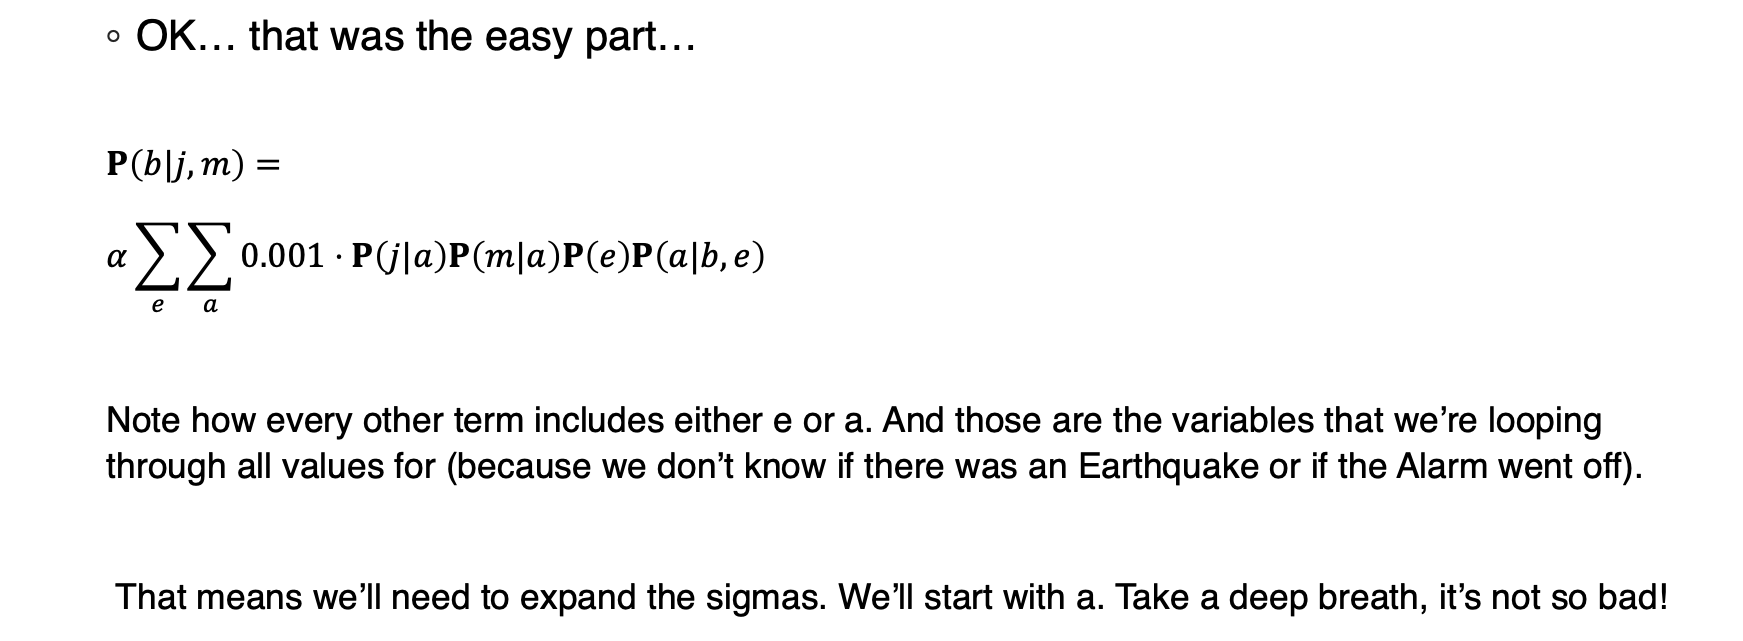 ◦ OK… that was the easy part…
P(b|j, m) =
α ∑ ∑ 0.001 · P(j|a)P(m|a)P(e)P(a|b, e)
e a
Note how every other term includes either e or a. And those are the variables that we’re looping
through all values for (because we don’t know if there was an Earthquake or if the Alarm went off).
That means we’ll need to expand the sigmas. We’ll start with a. Take a deep breath, it’s not so bad!